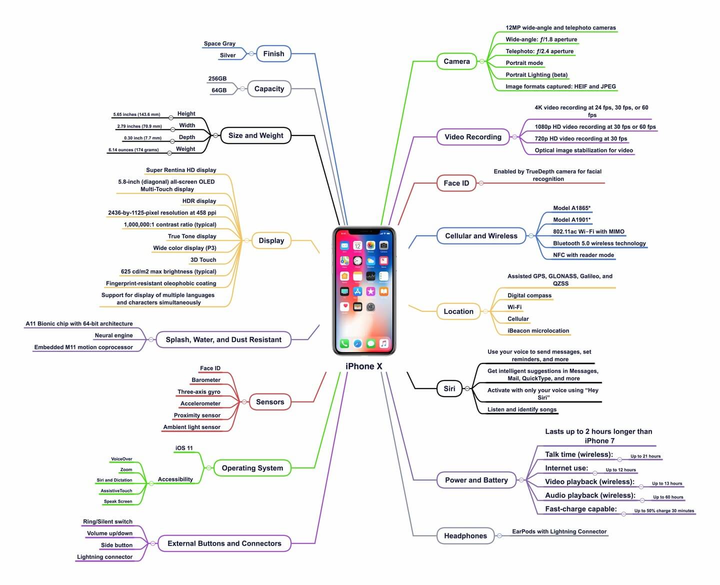 Space Gray
Silver
Finish
256GB
64GB
Capacity
5.65 inches (143.6 mm)
Height
2.79 inches (70.9 mm)
Width
0.30 inch (7.7 mm)
Depth
6.14 ounces (174 grams)
Weight
Size and Weight
Super Rentina HD display
5.8-inch (diagonal) all-screen OLED
Multi-Touch display
HDR display
2436-by-1125-pixel resolution at 458 ppi
1,000,000:1 contrast ratio (typical)
True Tone display
Wide color display (P3)
3D Touch
625 cd/m2 max brightness (typical)
Fingerprint-resistant oleophobic coating
Support for display of multiple languages
and characters simultaneously
Display
A11 Bionic chip with 64-bit architecture
Neural engine
Embedded M11 motion coprocessor
Splash, Water, and Dust Resistant
Face ID
Barometer
Three-axis gyro
Accelerometer
Proximity sensor
Ambient light sensor
Sensors
iOS 11
VoiceOver
Zoom
Siri and Dictation
AssistiveTouch
Speak Screen
Accessibility
Operating System
Ring/Silent switch
Volume up/down
Side button
Lightning connector
External Buttons and Connectors
iPhone X
Camera
12MP wide-angle and telephoto cameras
Wide-angle: ƒ/1.8 aperture
Telephoto: ƒ/2.4 aperture
Portrait mode
Portrait Lighting (beta)
Image formats captured: HEIF and JPEG
Video Recording
4K video recording at 24 fps, 30 fps, or 60
fps
1080p HD video recording at 30 fps or 60 fps
720p HD video recording at 30 fps
Optical image stabilization for video
Face ID
Enabled by TrueDepth camera for facial
recognition
Cellular and Wireless
Model A1865*
Model A1901*
802.11ac Wi-Fi with MIMO
Bluetooth 5.0 wireless technology
NFC with reader mode
Location
Assisted GPS, GLONASS, Galileo, and
QZSS
Digital compass
Wi-Fi
Cellular
iBeacon microlocation
Siri
Use your voice to send messages, set
reminders, and more
Get intelligent suggestions in Messages,
Mail, QuickType, and more
Activate with only your voice using "Hey
Siri"
Listen and identify songs
Power and Battery
Lasts up to 2 hours longer than
iPhone 7
Talk time (wireless):
Up to 21 hours
Internet use:
Up to 12 hours
Video playback (wireless):
Up to 13 hours
Audio playback (wireless):
Up to 60 hours
Fast-charge capable:
Up to 50% charge 30 minutes
Headphones
EarPods with Lightning Connector